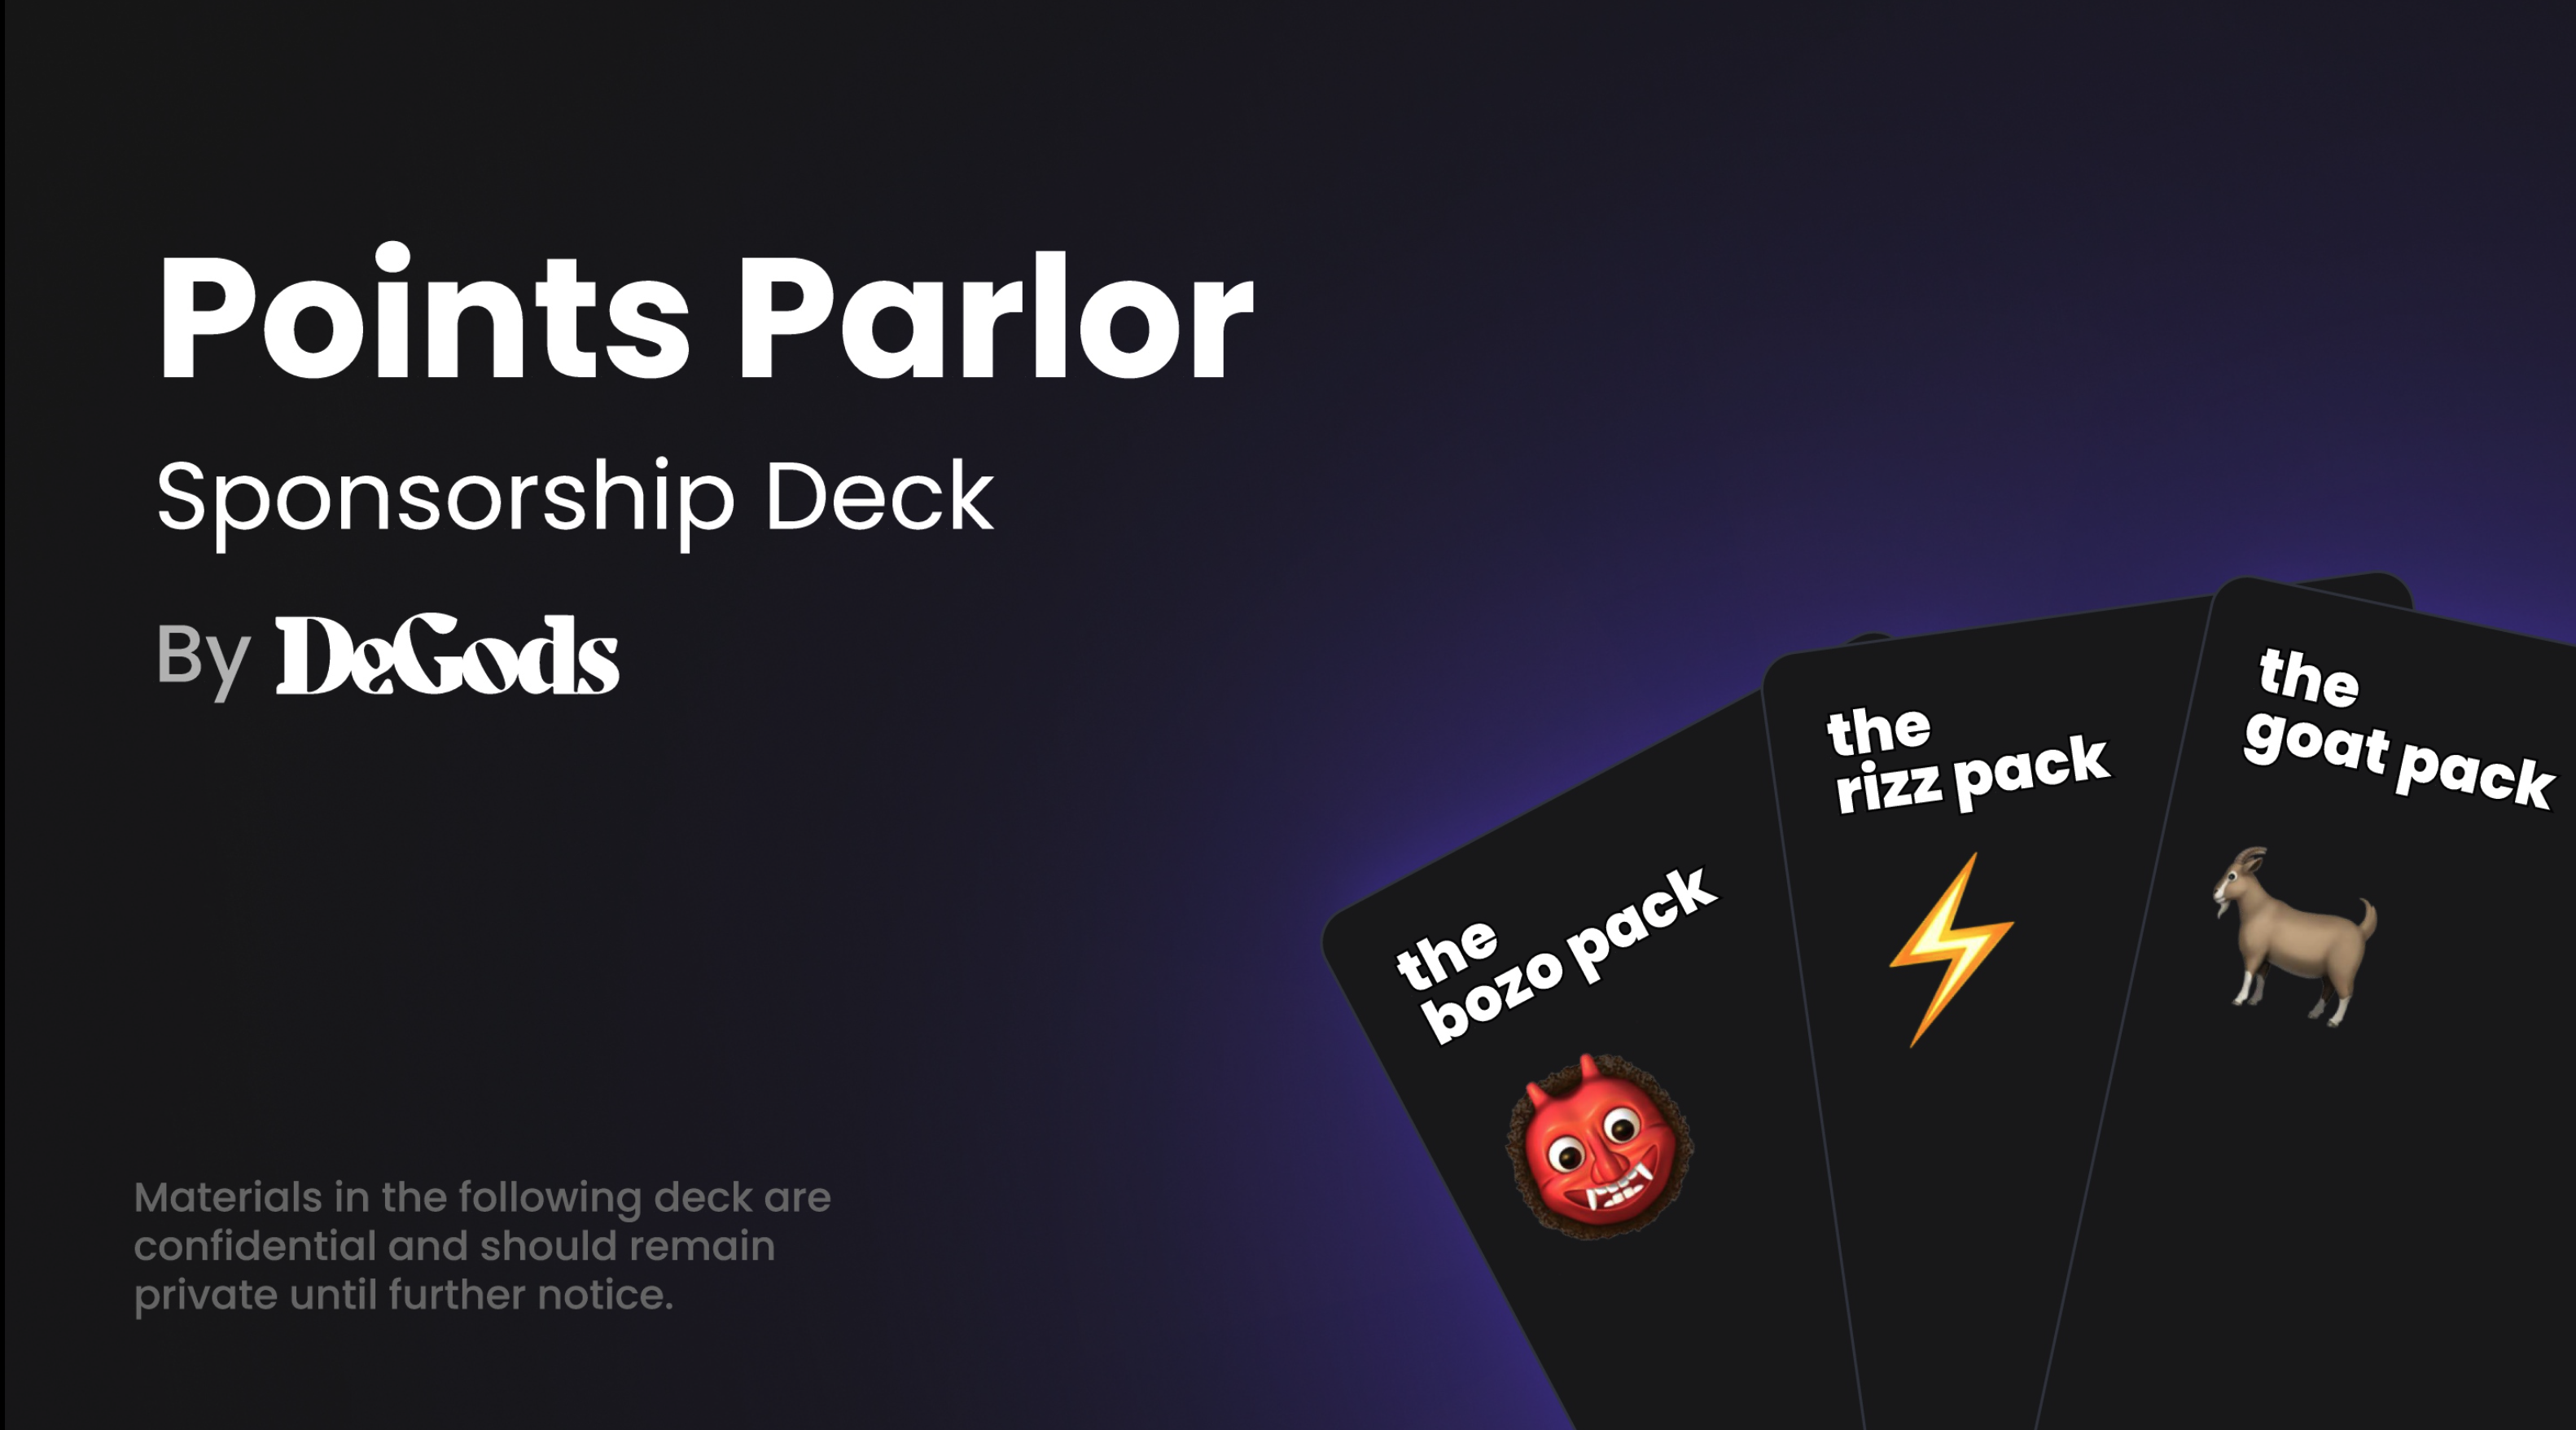 Points Parlor
Sponsorship Deck
By DeGods
the
bozo pack
the
rizz pack
the
goat pack
Materials in the following deck are
confidential and should remain
private until further notice.